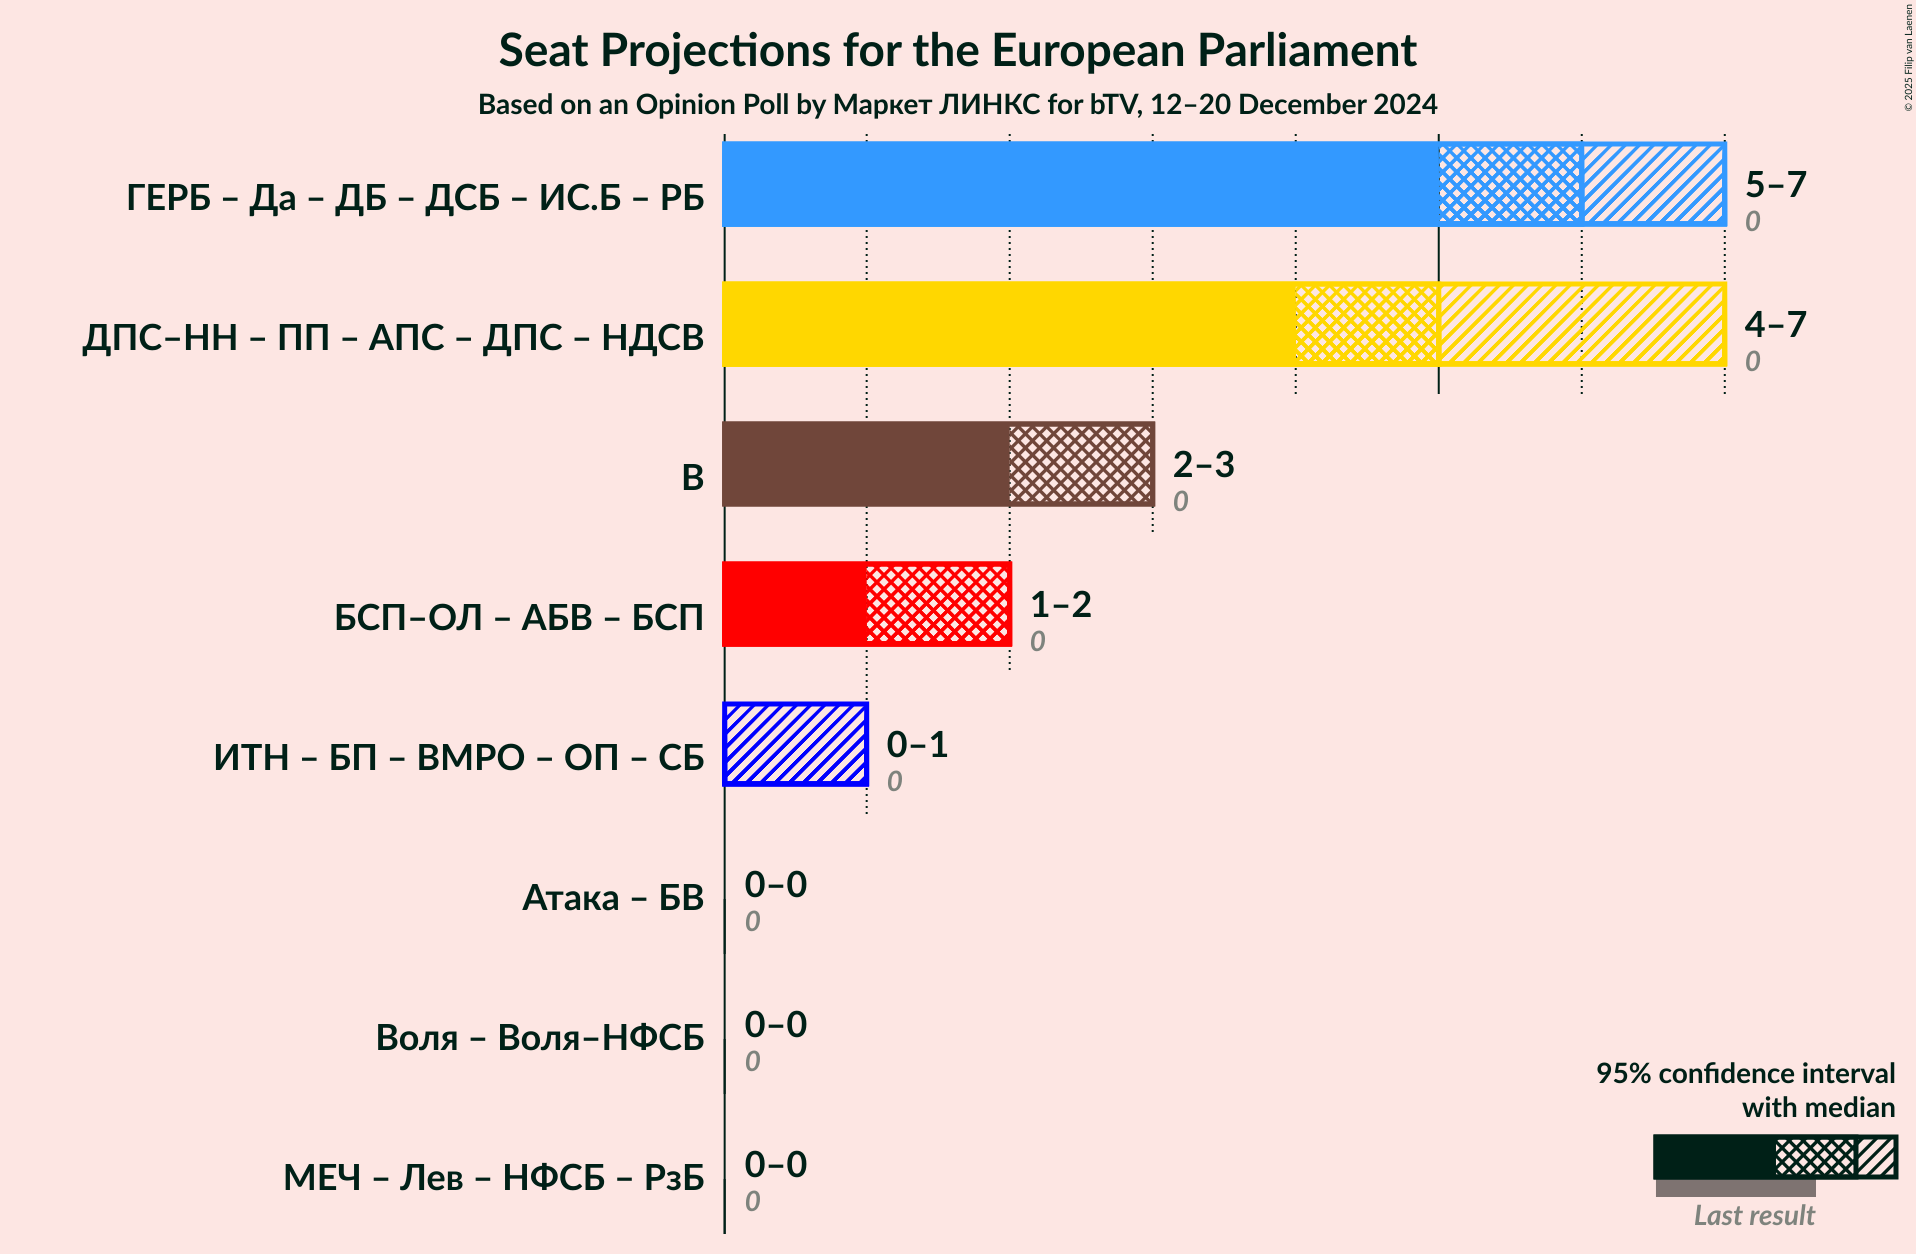 Seat Projections for the European Parliament
Based on an Opinion Poll by Маркет ЛИНКС for bTV, 12–20 December 2024
© 2025 Filip van Laenen
ГЕРБ – Да – ДБ – ДСБ – ИС.Б – РБ
5–7
0
ДПС–НН – ПП – АПС – ДПС – НДСВ
4–7
0
В
2–3
0
БСП–ОЛ – АБВ – БСП
1–2
0
ИТН – БП – ВМРО – ОП – СБ
0–1
0
Атака – БВ
0–0
0
Воля – Воля–НФСБ
0–0
0
МЕЧ – Лев – НФСБ – РзБ
0–0
0
95% confidence interval
with median
Last result